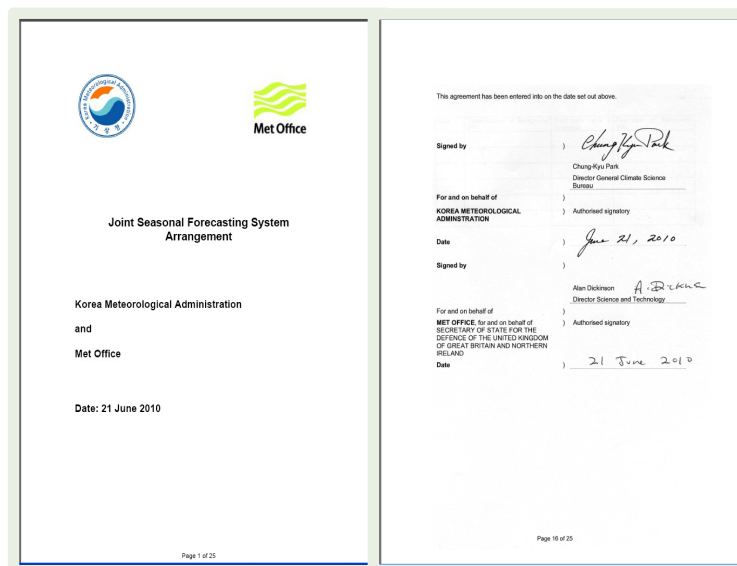 Korea Meteorological Administration
기 상 청
Met Office
Joint Seasonal Forecasting System
Arrangement
Korea Meteorological Administration
and
Met Office
Date: 21 June 2010
Page 1 of 25
This agreement has been entered into on the date set out above.
Signed by ) Chung Kyu Park
Chung-Kyu Park
Director General Climate Science
Bureau
For and on behalf of )
KOREA METEOROLOGICAL ) Authorised signatory
ADMINSTRATION
Date ) June 21, 2010
Signed by )
Alan Dickinson
Director Science and Technology
For and on behalf of )
MET OFFICE, for and on behalf of ) Authorised signatory
SECRETARY OF STATE FOR THE
DEFENCE OF THE UNITED KINGDOM
OF GREAT BRITAIN AND NORTHERN
IRELAND
Date ) 21 June 2010
Page 16 of 25